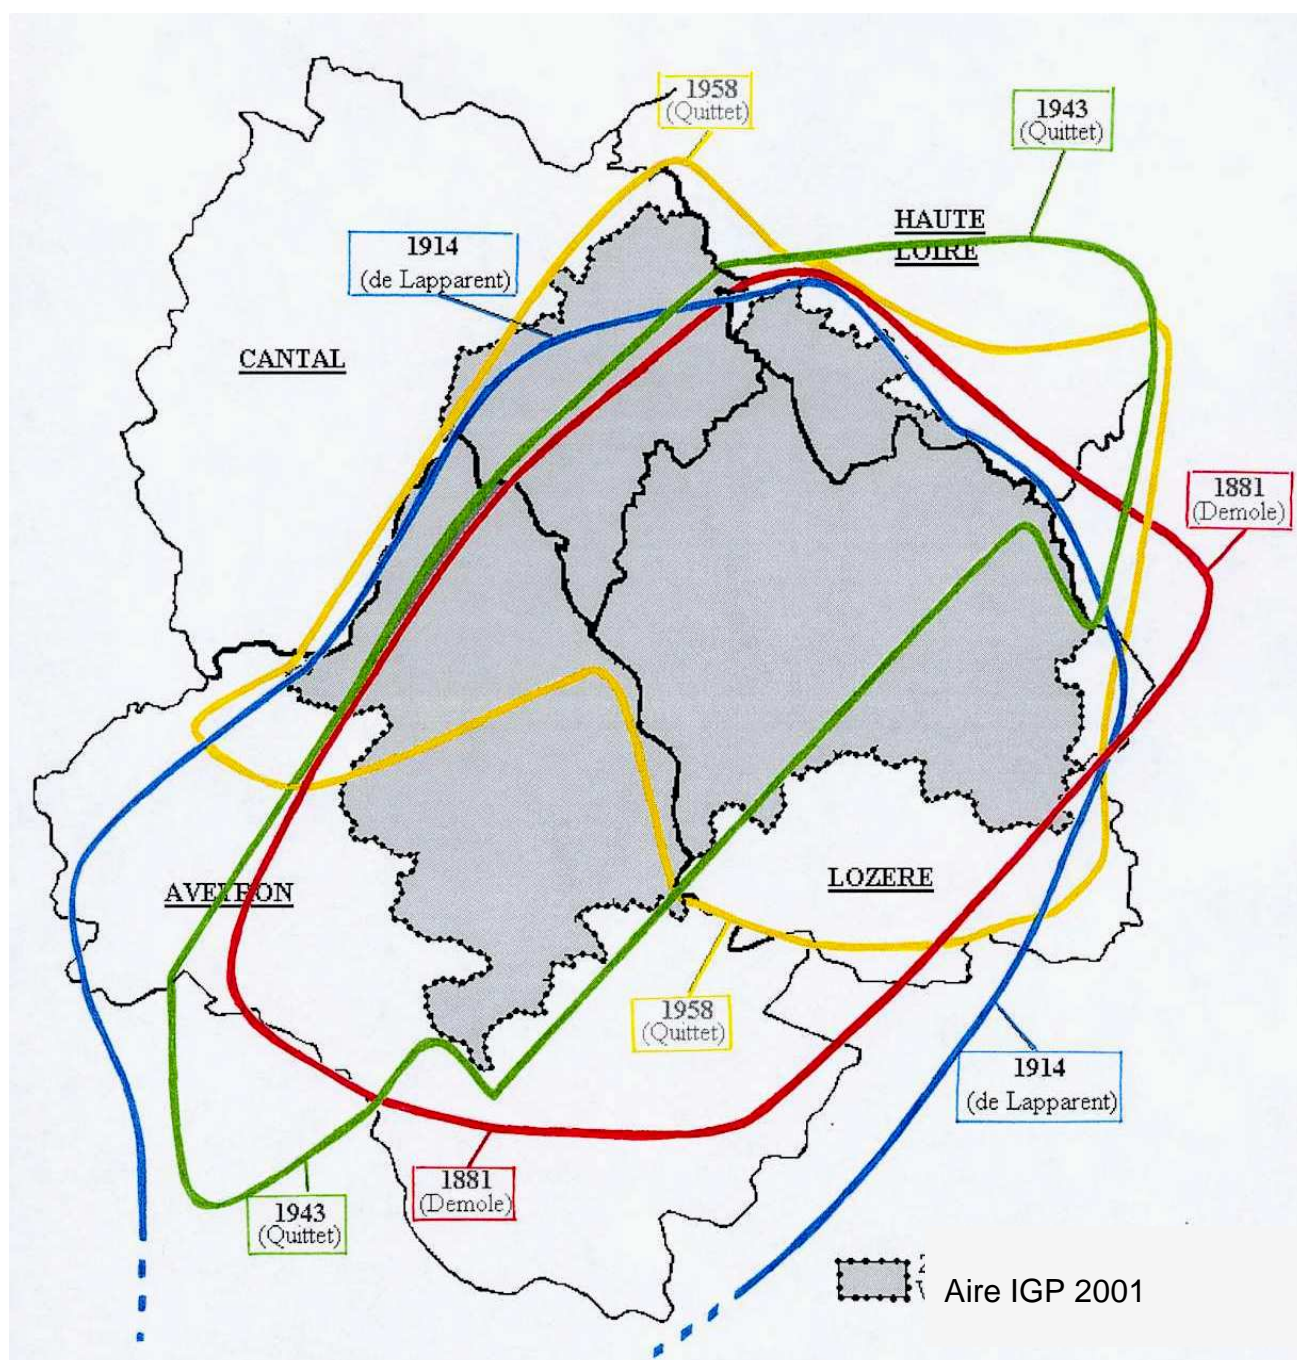 1958
(Quittet)
1943
(Quittet)
HAUTE
LOIRE
1914
(de Lapparent)
CANTAL
1881
(Demole)
AVEYRON
LOZERE
1958
(Quittet)
1914
(de Lapparent)
1881
(Demole)
1943
(Quittet)
Aire IGP 2001